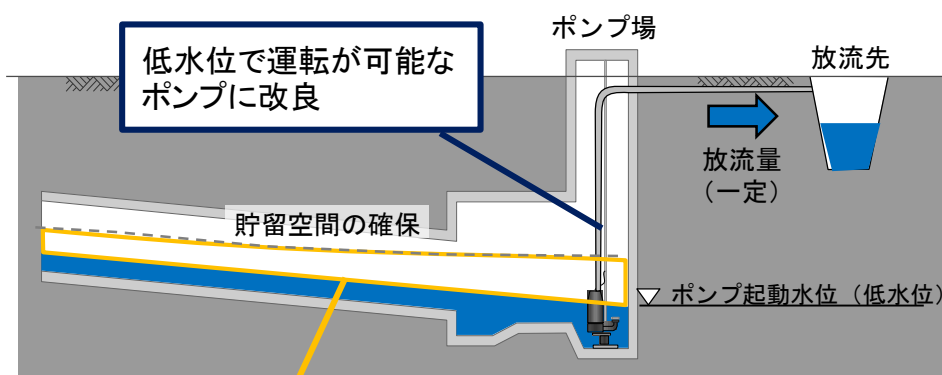 ポンプ場
低水位で運転が可能な
ポンプに改良
放流先
放流量
（一定）
貯留空間の確保
ポンプ起動水位（低水位）